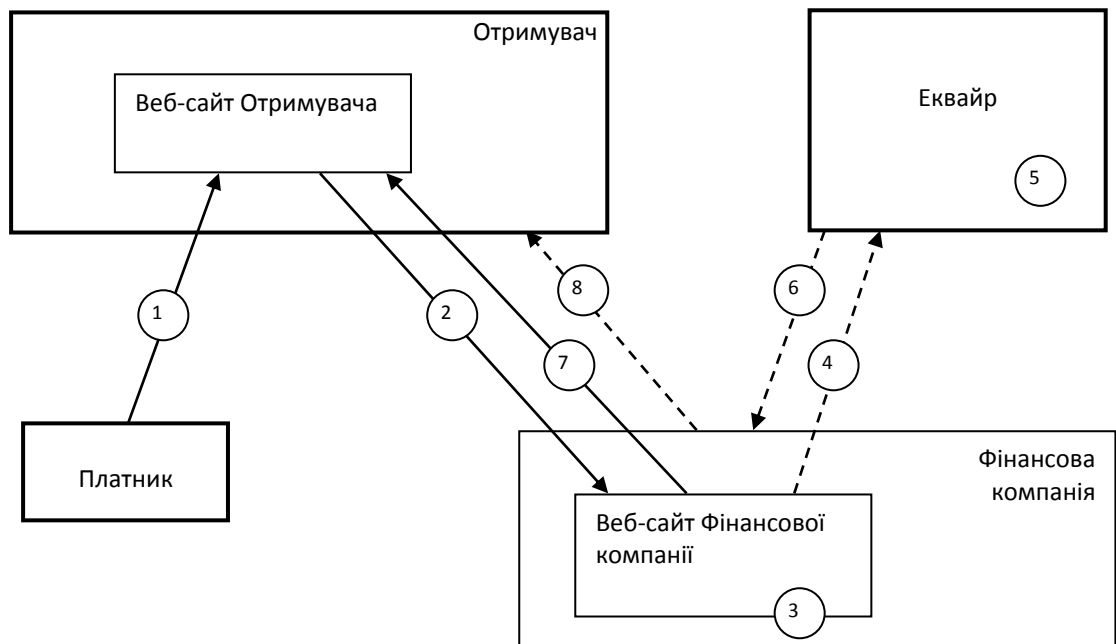 Отримувач
Веб-сайт Отримувача
Еквайр
5
8
6
1
2
7
4
Платник
Фінансова
компанія
Веб-сайт Фінансової
компанії
3